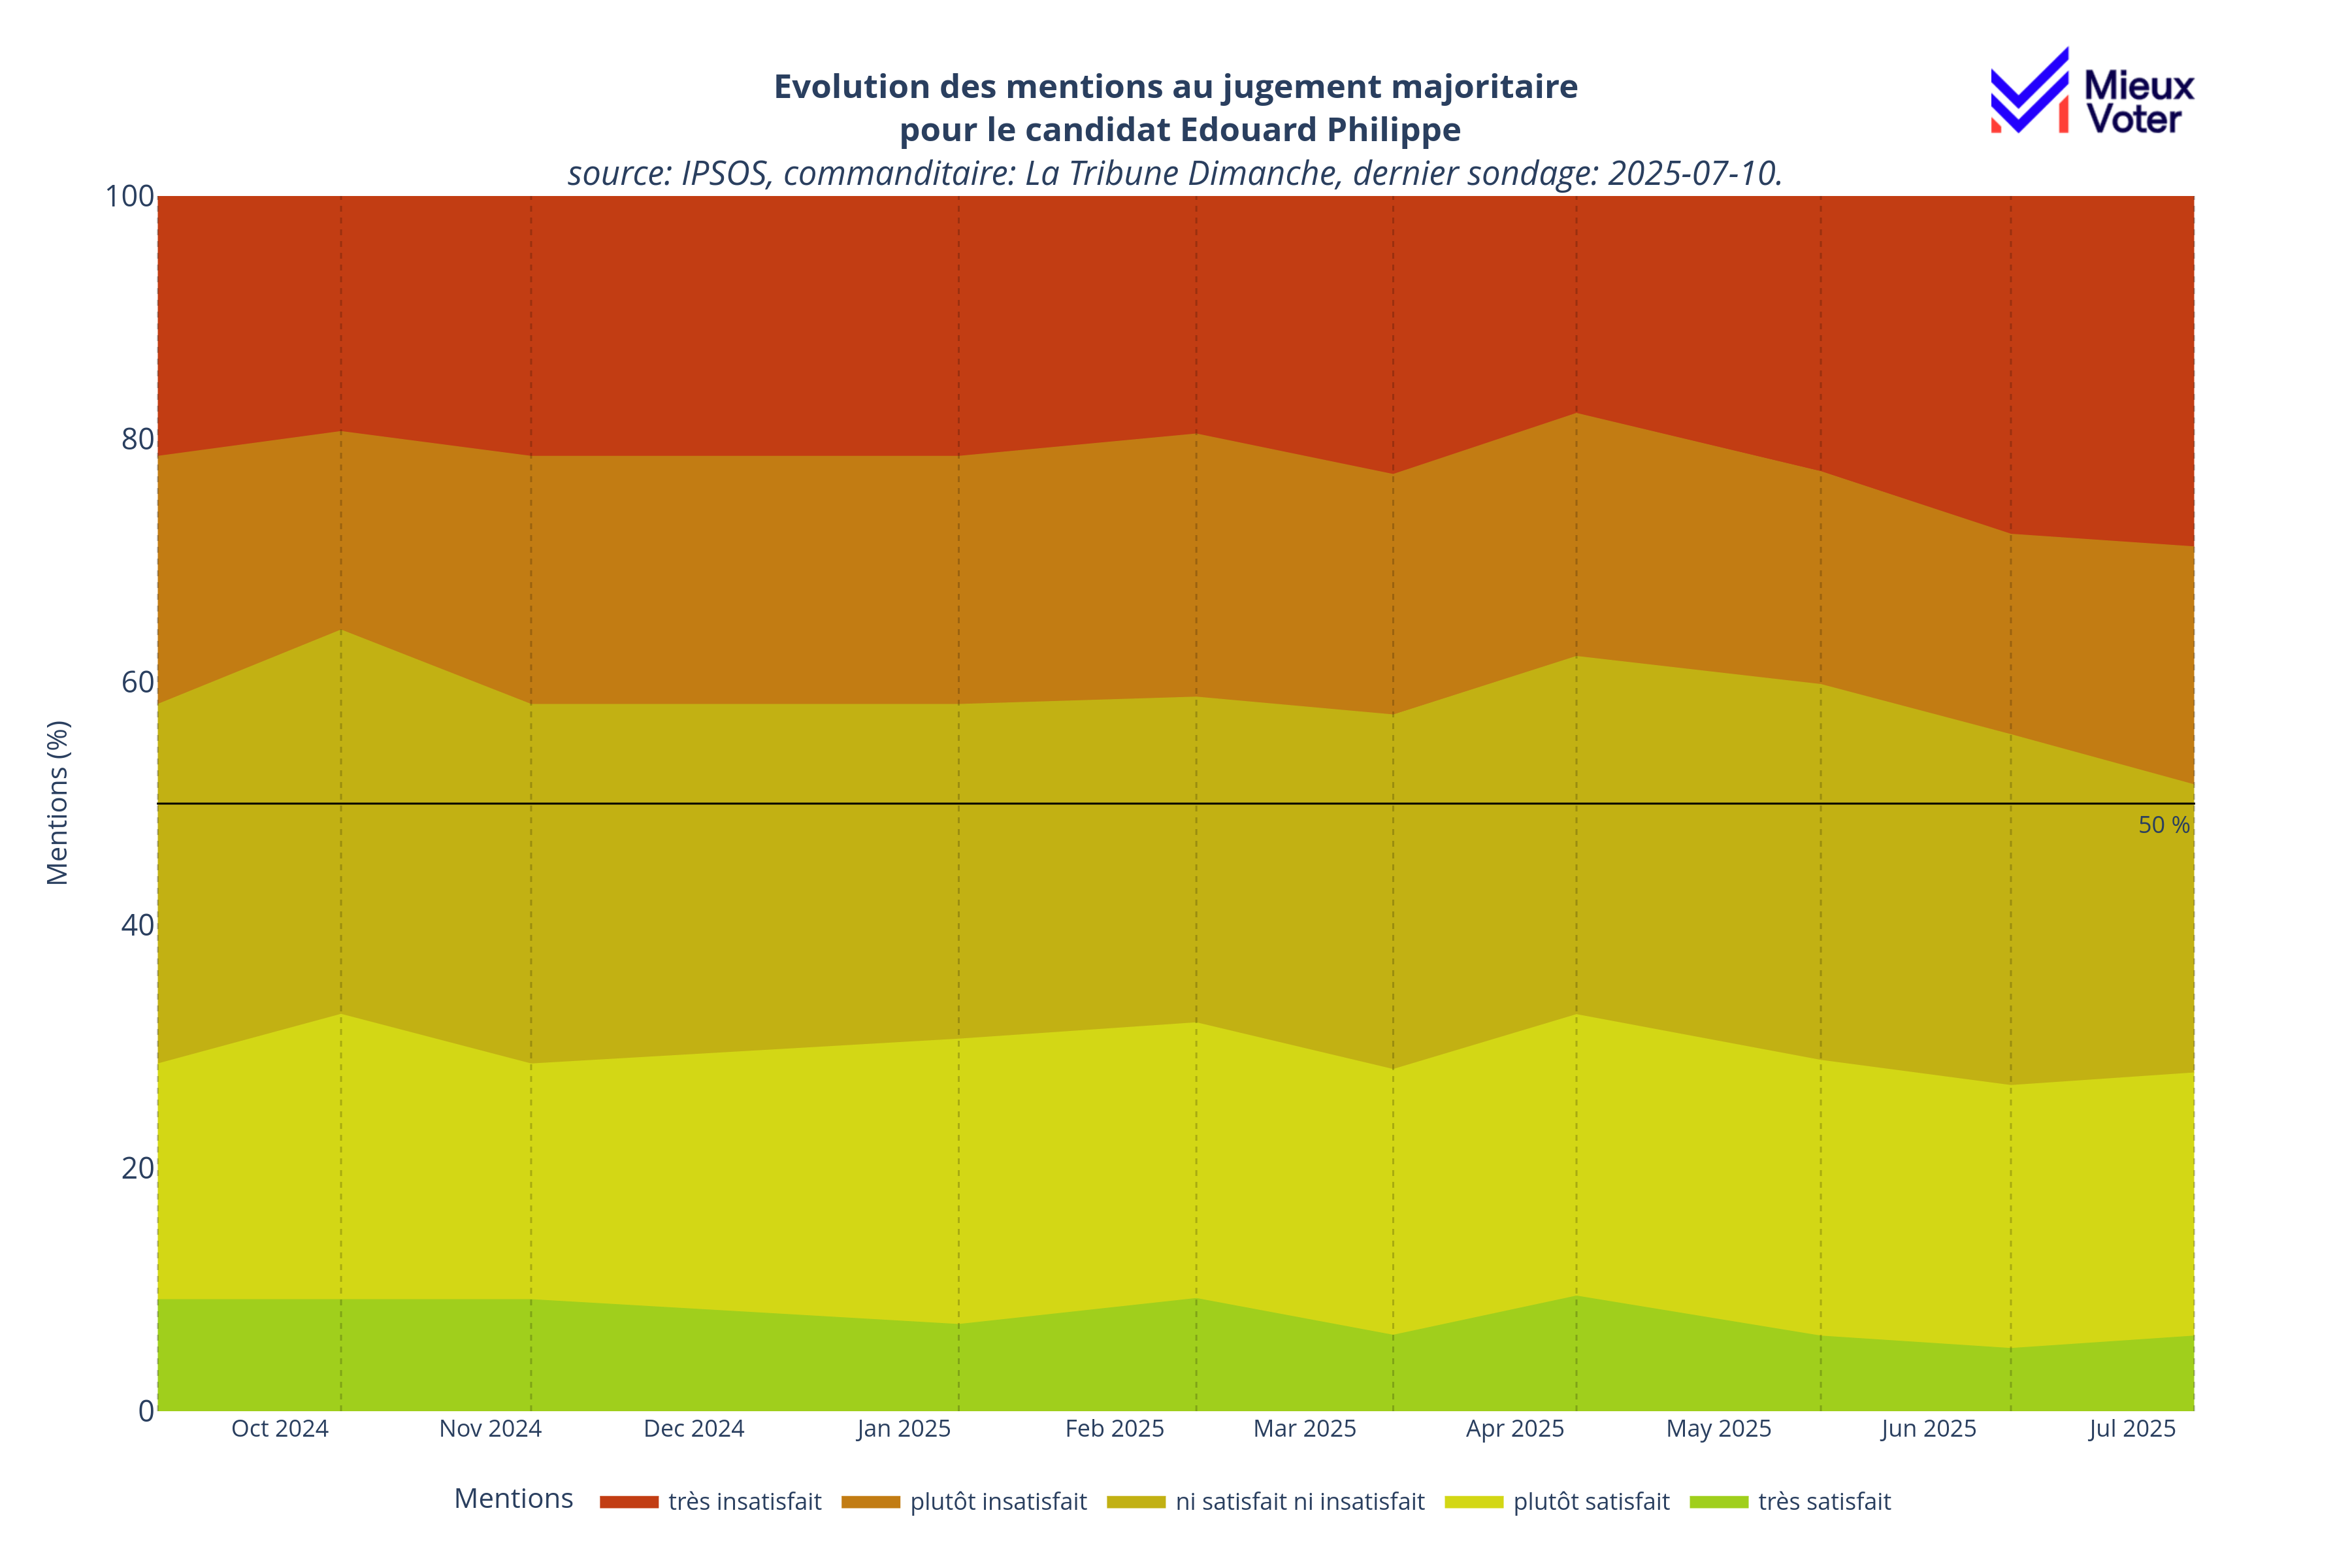 Evolution des mentions au jugement majoritaire
pour le candidat Edouard Philippe
source: IPSOS, commanditaire: La Tribune Dimanche, dernier sondage: 2025-07-10.
Mieux
Voter
100
80
60
40
20
0
Mentions (%)
50 %
Oct 2024
Nov 2024
Dec 2024
Jan 2025
Feb 2025
Mar 2025
Apr 2025
May 2025
Jun 2025
Jul 2025
Mentions
très insatisfait
plutôt insatisfait
ni satisfait ni insatisfait
plutôt satisfait
très satisfait